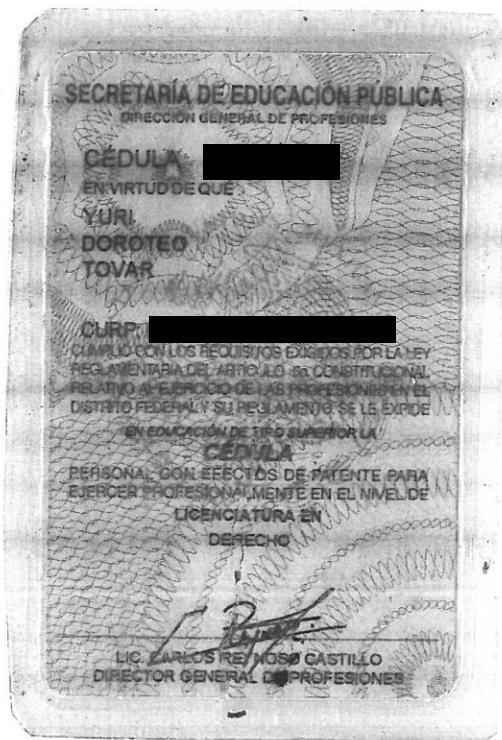 SECRETARÍA DE EDUCACIÓN PUBLICA
DIRECCIÓN GENERAL DE PROFESIONES
CÉDULA
EN VIRTUD DE QUE
YURI
DOROTEO
TOVAR
CURP:
CUMPLIO CON LOS REQUISITOS EXIGIDOS POR LA LEY
REGLAMENTARIA DEL ARTICULO 5o. CONSTITUCIONAL
RELATIVO AL EJERCICIO DE LAS PROFESIONES EN EL
DISTRITO FEDERAL Y SU REGLAMENTO SE LE EXPIDE
EN EDUCACIÓN DE TIPO SUPERIOR LA
CÉDULA
PERSONAL CON EFECTOS DE PATENTE PARA
EJERCER PROFESIONALMENTE EN EL NIVEL DE
LICENCIATURA EN
DERECHO
LIC. CARLOS REYNOSO CASTILLO
DIRECTOR GENERAL DE PROFESIONES